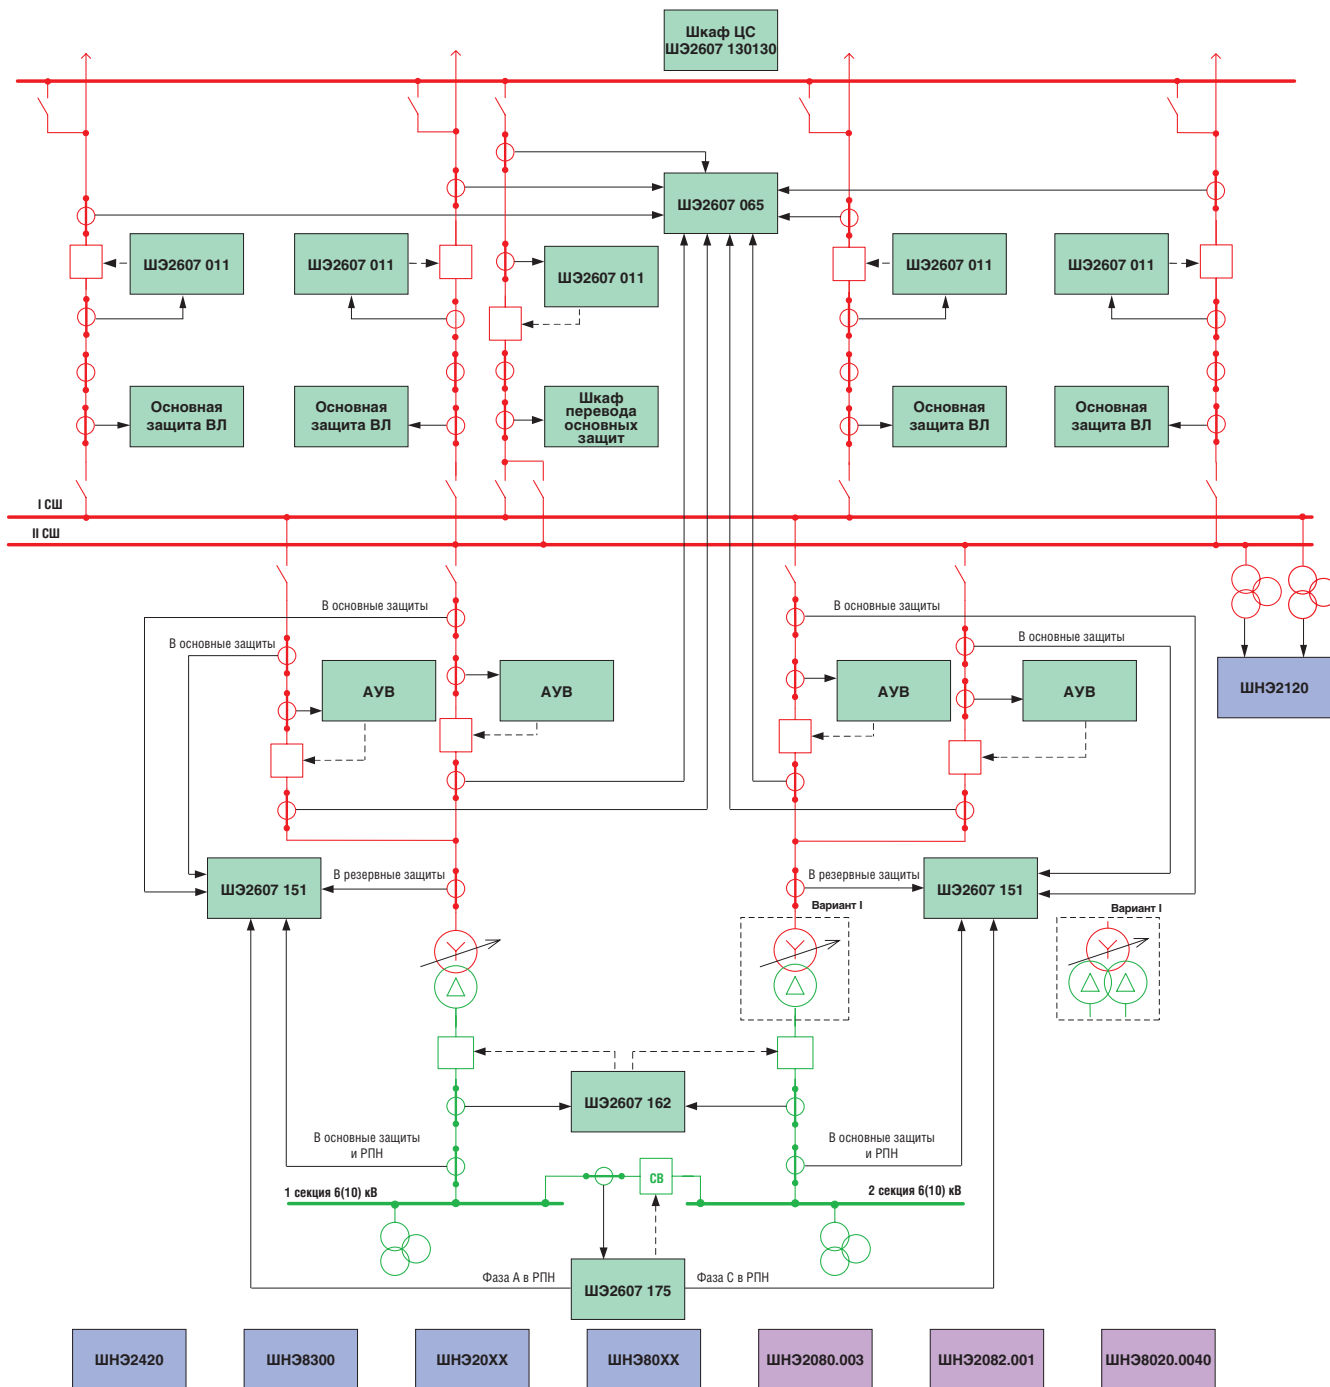 Шкаф ЦС
ШЭ2607 130130
ШЭ2607 065
ШЭ2607 011
ШЭ2607 011
ШЭ2607 011
ШЭ2607 011
ШЭ2607 011
Основная
защита ВЛ
Основная
защита ВЛ
Шкаф
перевода
основных
защит
Основная
защита ВЛ
Основная
защита ВЛ
I СШ
II СШ
В основные защиты
В основные защиты
В основные защиты
В основные защиты
АУВ
АУВ
АУВ
АУВ
ШНЭ2120
ШЭ2607 151
В резервные защиты
В резервные защиты
ШЭ2607 151
Вариант I
Вариант I
ШЭ2607 162
В основные защиты
и РПН
В основные защиты
и РПН
СВ
1 секция 6(10) кВ
2 секция 6(10) кВ
Фаза А в РПН
ШЭ2607 175
Фаза С в РПН
ШНЭ2420
ШНЭ8300
ШНЭ20ХХ
ШНЭ80ХХ
ШНЭ2080.003
ШНЭ2082.001
ШНЭ8020.0040